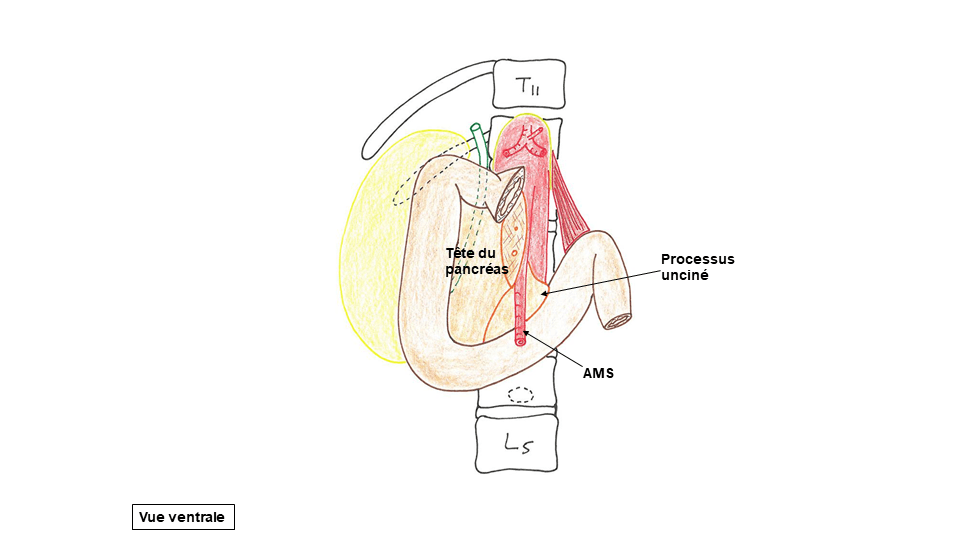 T11
Tête du
pancréas
Processus
unciné
AMS
L5
Vue ventrale